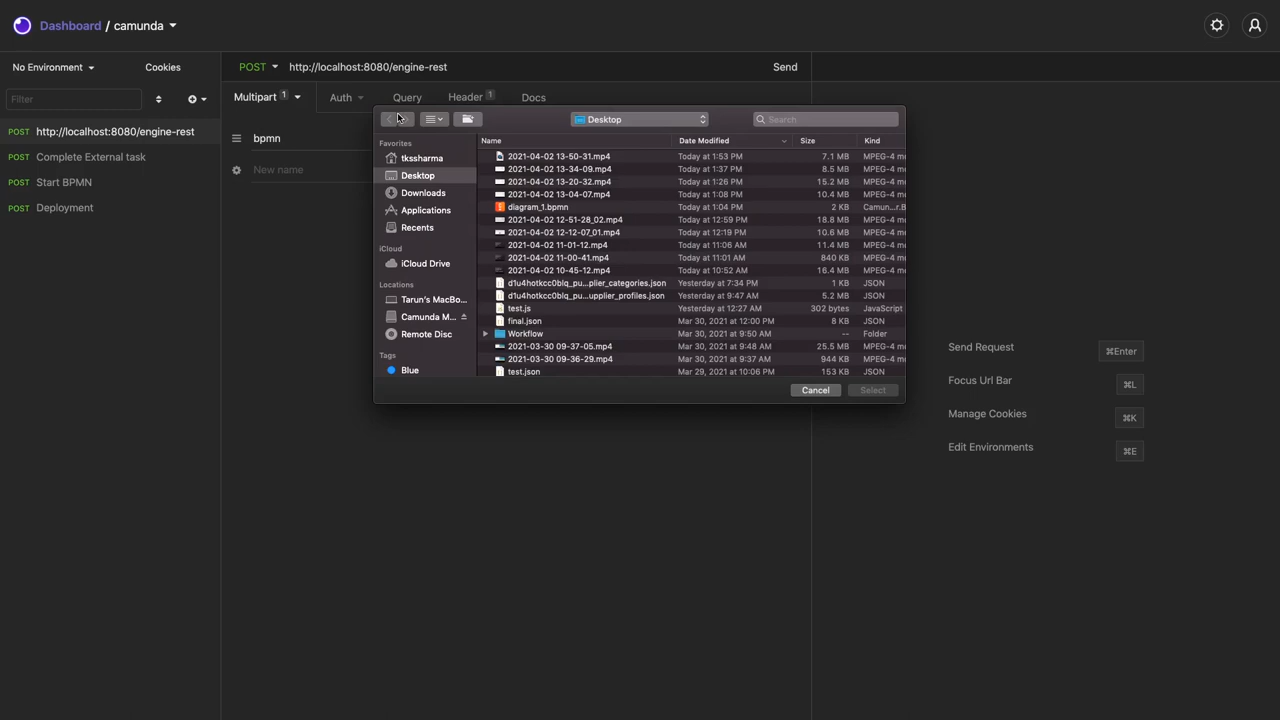 Dashboard / camunda
No Environment
Cookies
POST
http://localhost:8080/engine-rest
Send
Filter
Multipart 1
Auth
Query
Header 1
Docs
POST http://localhost:8080/engine-rest
POST Complete External task
POST Start BPMN
POST Deployment
bpmn
New name
Desktop
Search
Favorites
tkssharma
Desktop
Downloads
Applications
Recents
iCloud
iCloud Drive
Locations
Tarun's MacBo...
Camunda M...
Remote Disc
Tags
Blue
Name Date Modified Size Kind
2021-04-02 13-50-31.mp4 Today at 1:53 PM 7.1 MB MPEG-4 m
2021-04-02 13-34-09.mp4 Today at 1:37 PM 8.5 MB MPEG-4 m
2021-04-02 13-20-32.mp4 Today at 1:26 PM 15.2 MB MPEG-4 m
2021-04-02 13-04-07.mp4 Today at 1:08 PM 10.4 MB MPEG-4 m
diagram_1.bpmn Today at 1:04 PM 2 KB Camun...r.B
2021-04-02 12-51-28_02.mp4 Today at 12:59 PM 18.8 MB MPEG-4 m
2021-04-02 12-12-07_01.mp4 Today at 12:19 PM 10.6 MB MPEG-4 m
2021-04-02 11-01-12.mp4 Today at 11:06 AM 11.4 MB MPEG-4 m
2021-04-02 11-00-41.mp4 Today at 11:01 AM 840 KB MPEG-4 m
2021-04-02 10-45-12.mp4 Today at 10:52 AM 16.4 MB MPEG-4 m
d1u4hotkcc0blq_pu...plier_categories.json Yesterday at 7:34 PM 1 KB JSON
d1u4hotkcc0blq_pu...upplier_profiles.json Yesterday at 9:47 AM 5.2 MB JSON
test.js Yesterday at 12:27 AM 302 bytes JavaScript
final.json Mar 30, 2021 at 12:00 PM 8 KB JSON
Workflow Mar 30, 2021 at 9:50 AM -- Folder
2021-03-30 09-37-05.mp4 Mar 30, 2021 at 9:48 AM 25.5 MB MPEG-4 m
2021-03-30 09-36-29.mp4 Mar 30, 2021 at 9:37 AM 944 KB MPEG-4 m
test.json Mar 29, 2021 at 10:06 PM 153 KB JSON
Cancel
Select
Send Request ⌘Enter
Focus Url Bar ⌘L
Manage Cookies ⌘K
Edit Environments ⌘E